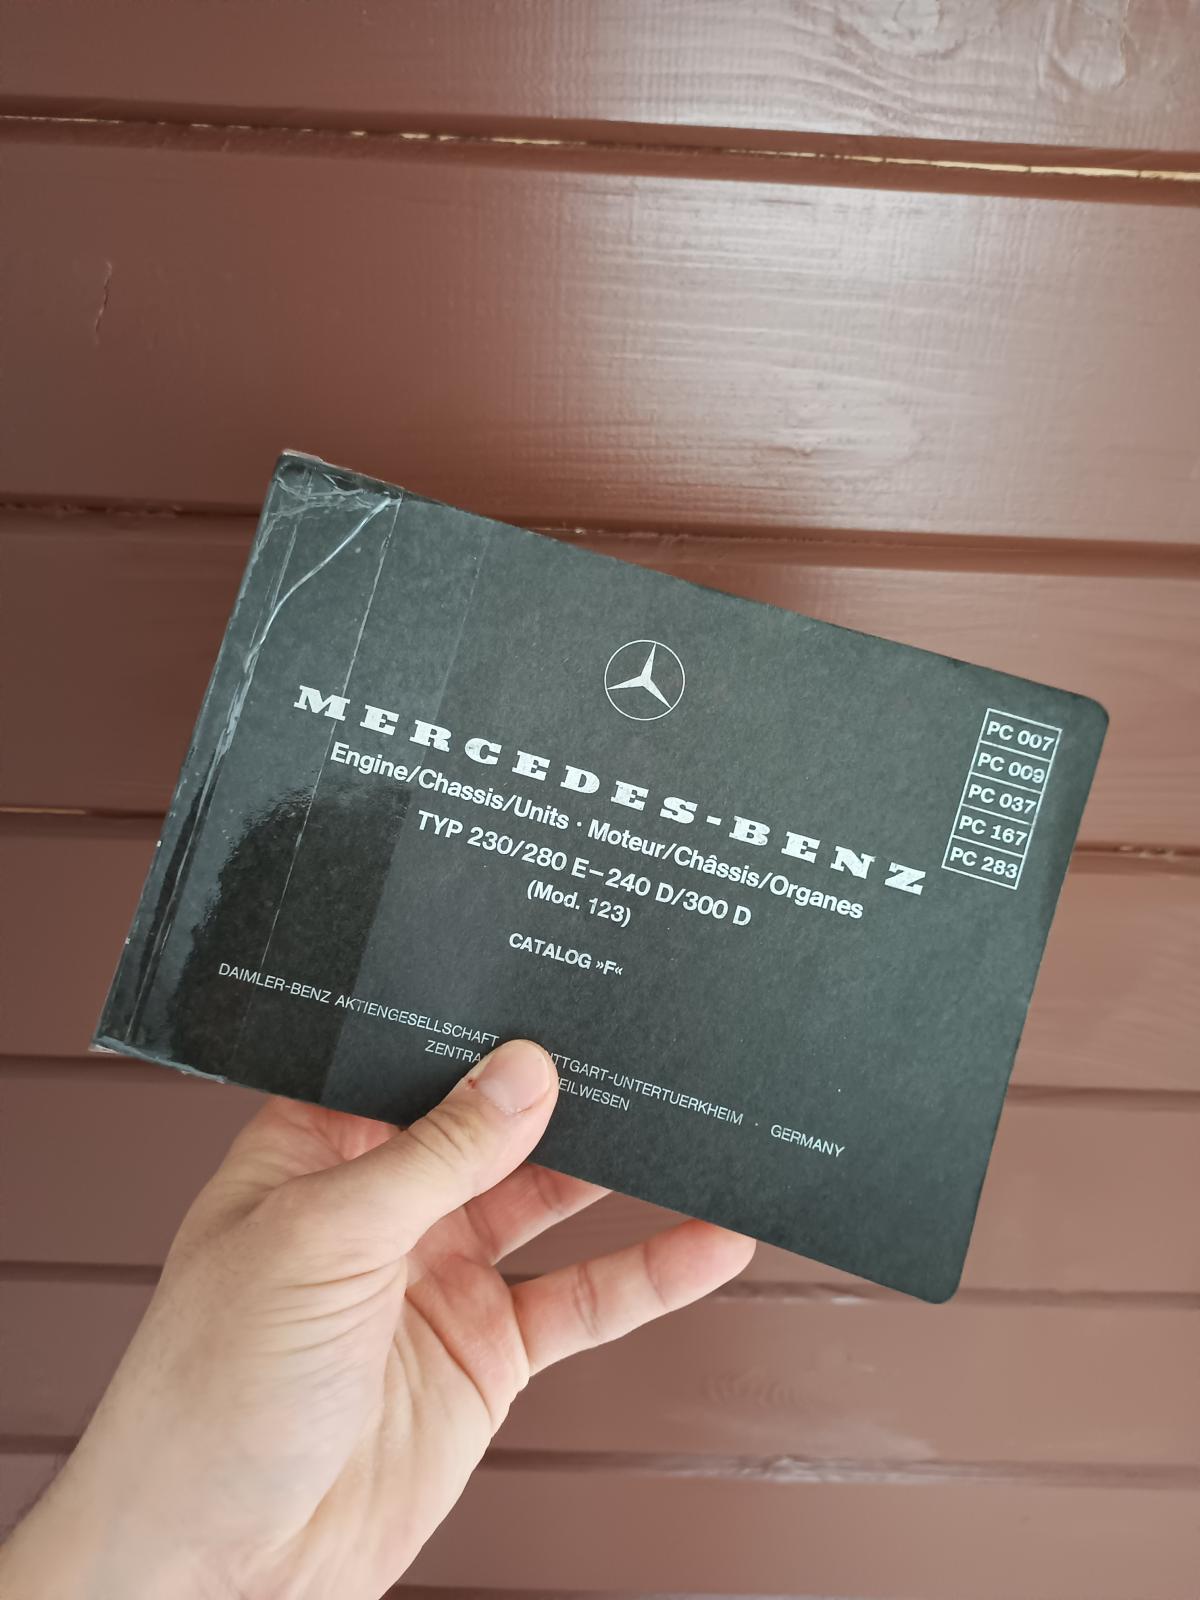 MERCEDES-BENZ
Engine/Chassis/Units · Moteur/Châssis/Organes
TYP 230/280 E–240 D/300 D
(Mod. 123)
CATALOG »F«
DAIMLER-BENZ AKTIENGESELLSCHAFT TTGART-UNTERTUERKHEIM · GERMANY
ZENTRA EILWESEN
PC 007
PC 009
PC 037
PC 167
PC 283